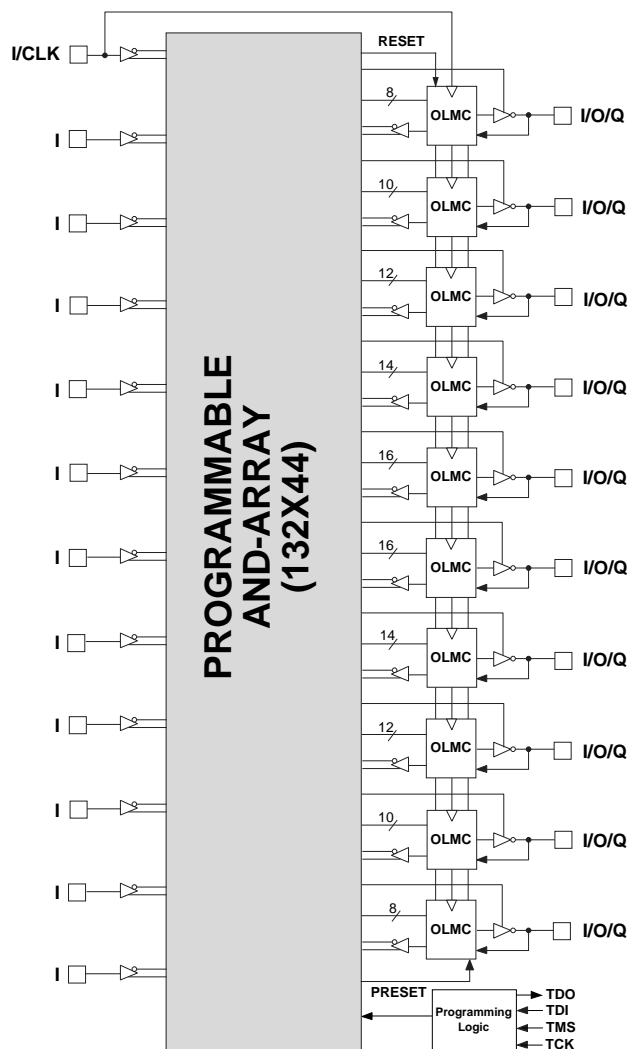 RESET
I/CLK
8
OLMC
I/O/Q
I
10
OLMC
I/O/Q
I
12
OLMC
I/O/Q
I
14
OLMC
I/O/Q
I
16
OLMC
I/O/Q
I
16
OLMC
I/O/Q
I
14
OLMC
I/O/Q
I
12
OLMC
I/O/Q
I
10
OLMC
I/O/Q
I
8
OLMC
I/O/Q
I
I
PROGRAMMABLE
AND-ARRAY
(132X44)
PRESET
Programming
Logic
TDO
TDI
TMS
TCK